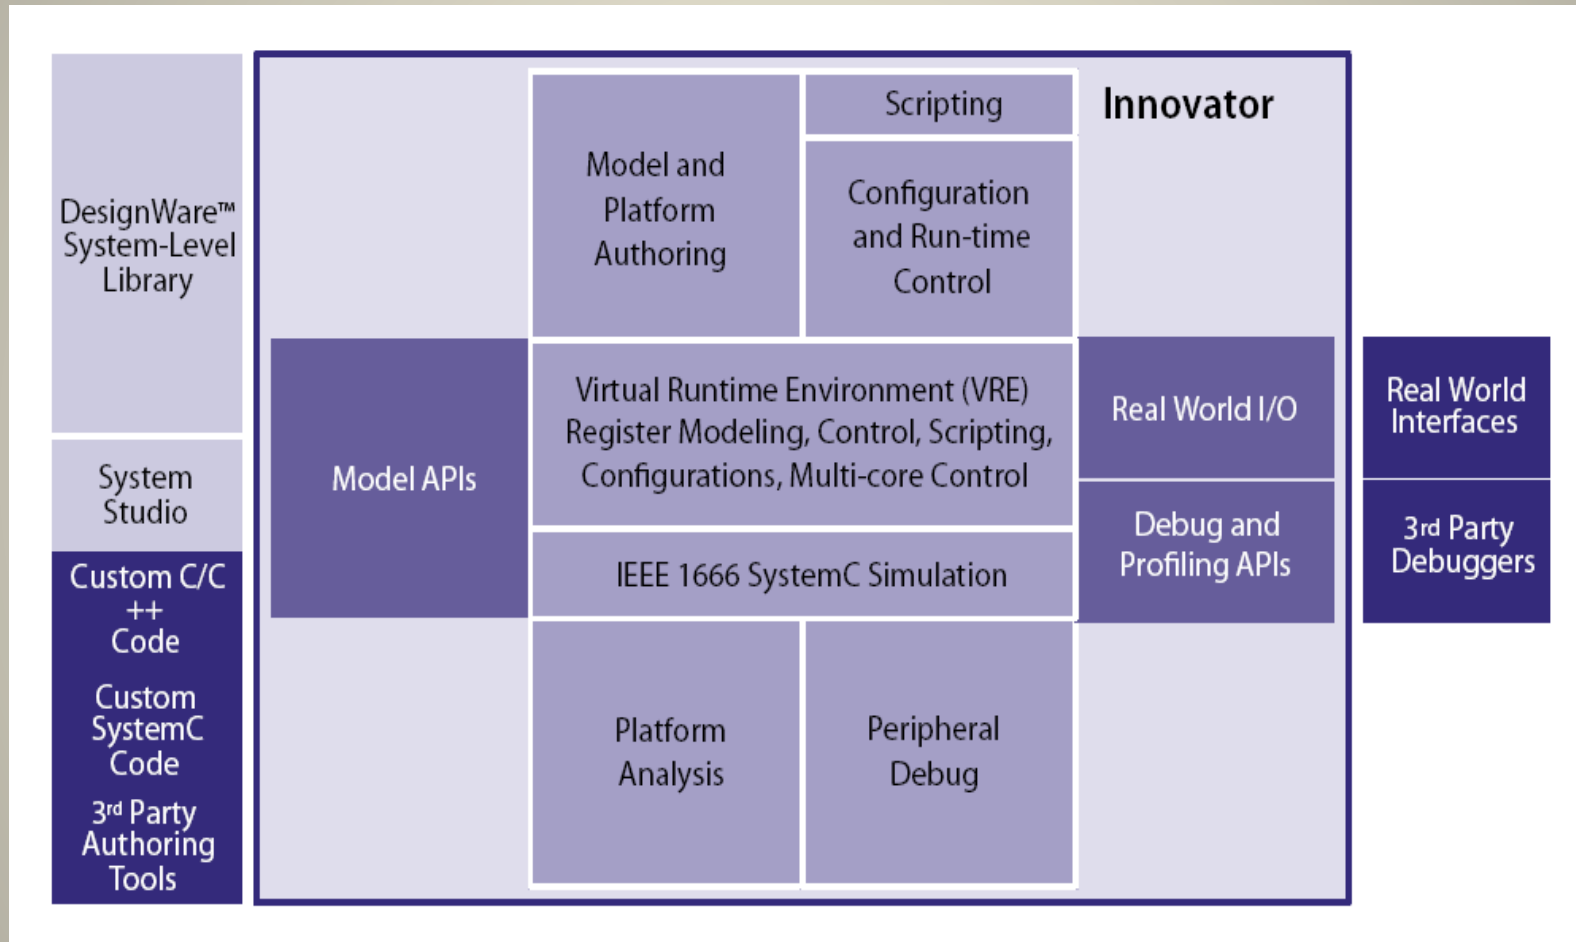 DesignWare™
System-Level
Library
System
Studio
Custom C/C
++
Code
Custom
SystemC
Code
3rd Party
Authoring
Tools
Innovator
Model and
Platform
Authoring
Scripting
Configuration
and Run-time
Control
Model APIs
Virtual Runtime Environment (VRE)
Register Modeling, Control, Scripting,
Configurations, Multi-core Control
IEEE 1666 SystemC Simulation
Platform
Analysis
Peripheral
Debug
Real World I/O
Debug and
Profiling APIs
Real World
Interfaces
3rd Party
Debuggers